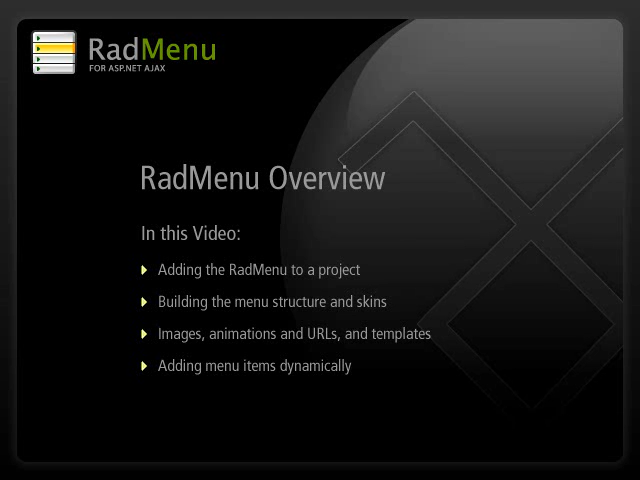 RadMenu
FOR ASP.NET AJAX
RadMenu Overview
In this Video:
Adding the RadMenu to a project
Building the menu structure and skins
Images, animations and URLs, and templates
Adding menu items dynamically